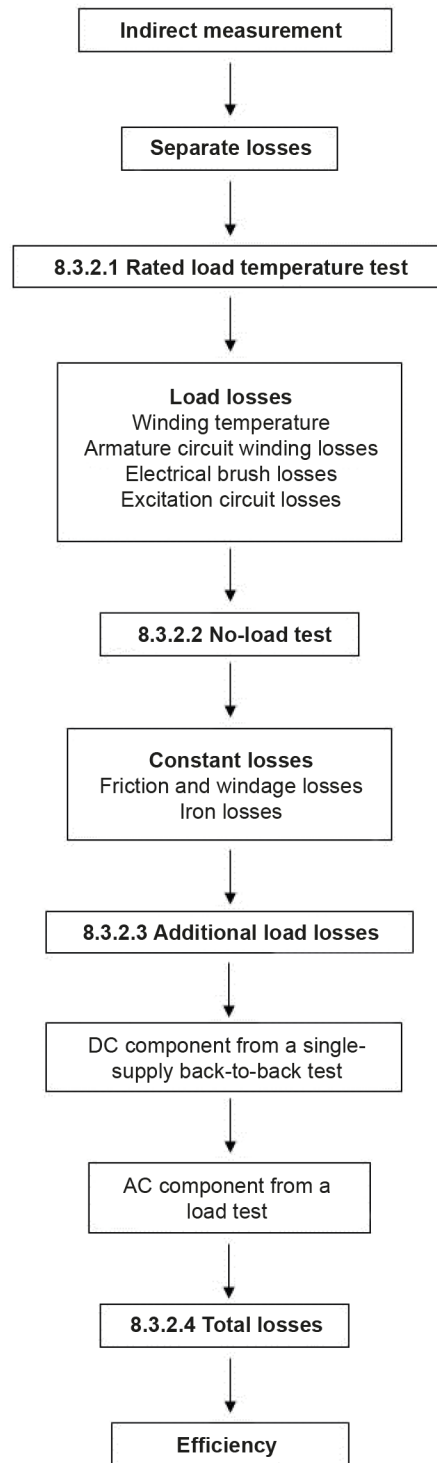 Indirect measurement
Separate losses
8.3.2.1 Rated load temperature test
Load losses
Winding temperature
Armature circuit winding losses
Electrical brush losses
Excitation circuit losses
8.3.2.2 No-load test
Constant losses
Friction and windage losses
Iron losses
8.3.2.3 Additional load losses
DC component from a single-
supply back-to-back test
AC component from a
load test
8.3.2.4 Total losses
Efficiency